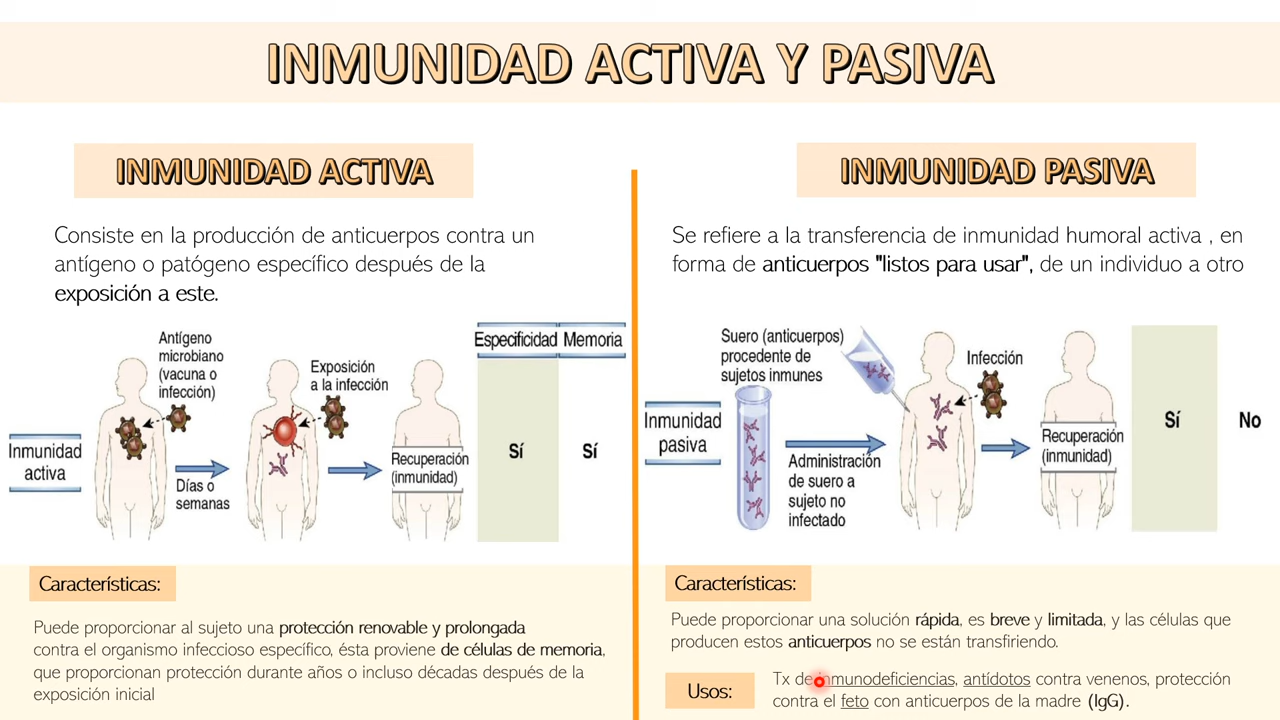 INMUNIDAD ACTIVA Y PASIVA
INMUNIDAD ACTIVA
Consiste en la producción de anticuerpos contra un
antígeno o patógeno específico después de la
exposición a este.
Antígeno
microbiano
(vacuna o
infección)
Exposición
a la infección
Especificidad
Memoria
Inmunidad
activa
Días o
semanas
Recuperación
(inmunidad)
Sí
Sí
Características:
Puede proporcionar al sujeto una protección renovable y prolongada
contra el organismo infeccioso específico, ésta proviene de células de memoria,
que proporcionan protección durante años o incluso décadas después de la
exposición inicial
INMUNIDAD PASIVA
Se refiere a la transferencia de inmunidad humoral activa , en
forma de anticuerpos "listos para usar", de un individuo a otro
Suero (anticuerpos)
procedente de
sujetos inmunes
Infección
Inmunidad
pasiva
Administración
de suero a
sujeto no
infectado
Recuperación
(inmunidad)
Sí
No
Características:
Puede proporcionar una solución rápida, es breve y limitada, y las células que
producen estos anticuerpos no se están transfiriendo.
Usos:
Tx de inmunodeficiencias, antídotos contra venenos, protección
contra el feto con anticuerpos de la madre (IgG).